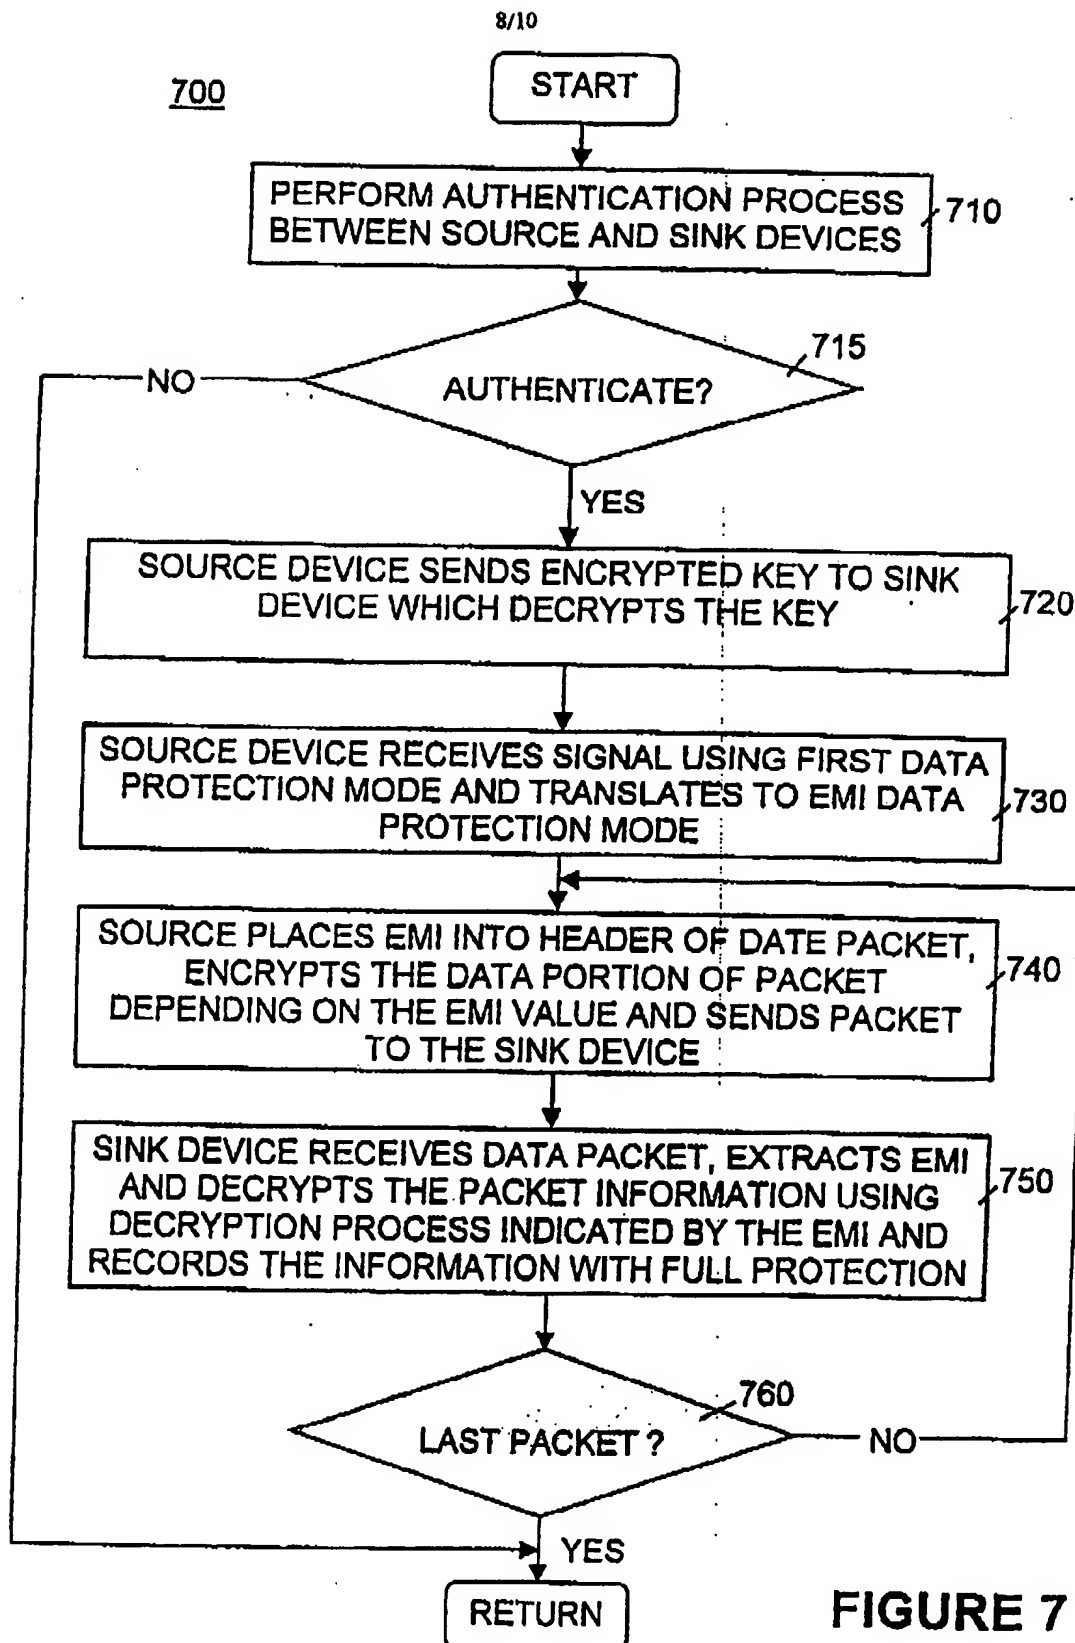 8/10
700
START
PERFORM AUTHENTICATION PROCESS
BETWEEN SOURCE AND SINK DEVICES
710
715
NO
AUTHENTICATE?
YES
SOURCE DEVICE SENDS ENCRYPTED KEY TO SINK
DEVICE WHICH DECRYPTS THE KEY
720
SOURCE DEVICE RECEIVES SIGNAL USING FIRST DATA
PROTECTION MODE AND TRANSLATES TO EMI DATA
PROTECTION MODE
730
SOURCE PLACES EMI INTO HEADER OF DATE PACKET,
ENCRYPTS THE DATA PORTION OF PACKET
DEPENDING ON THE EMI VALUE AND SENDS PACKET
TO THE SINK DEVICE
740
SINK DEVICE RECEIVES DATA PACKET, EXTRACTS EMI
AND DECRYPTS THE PACKET INFORMATION USING
DECRYPTION PROCESS INDICATED BY THE EMI AND
RECORDS THE INFORMATION WITH FULL PROTECTION
750
760
LAST PACKET ?
NO
YES
RETURN
FIGURE 7